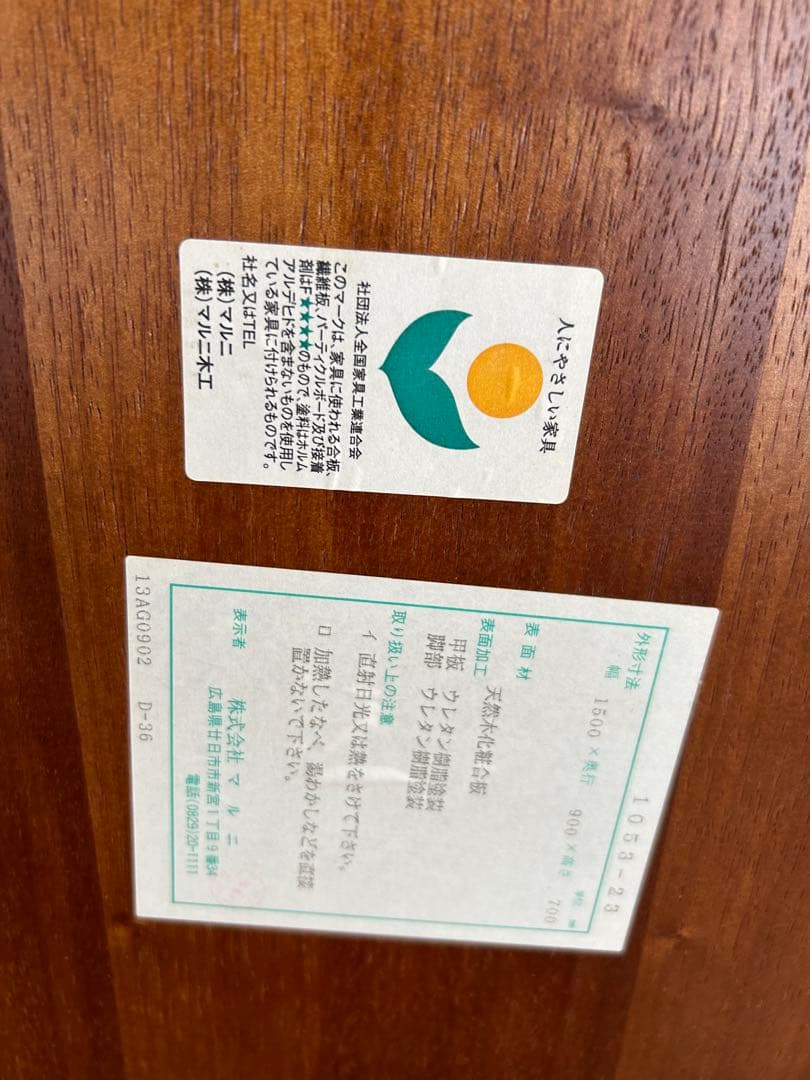 人にやさしい家具
社団法人全国家具工業連合会
このマークは、家具に使われる合板、
繊維板、パーティクルボード及び接着
剤はF★★★★のもので、塗料はホルム
アルデヒドを含まないものを使用し
ている家具に付けられるものです。
社名又はTEL
(株)マルニ
(株)マルニ木工
1053-23
外形寸法 単位 ㎜
幅 1500×奥行 900×高さ 700
表面材 天然木化粧合板
表面加工
甲板 ウレタン樹脂塗装
脚部 ウレタン樹脂塗装
取り扱い上の注意
イ 直射日光又は熱をさけて下さい。
ロ 加熱したなべ、湯わかしなどを直接
置かないで下さい。
表示者 株式会社マルニ
広島県廿日市市新宮1丁目9番34
電話(0829)20-1111
13AG0902 D-36